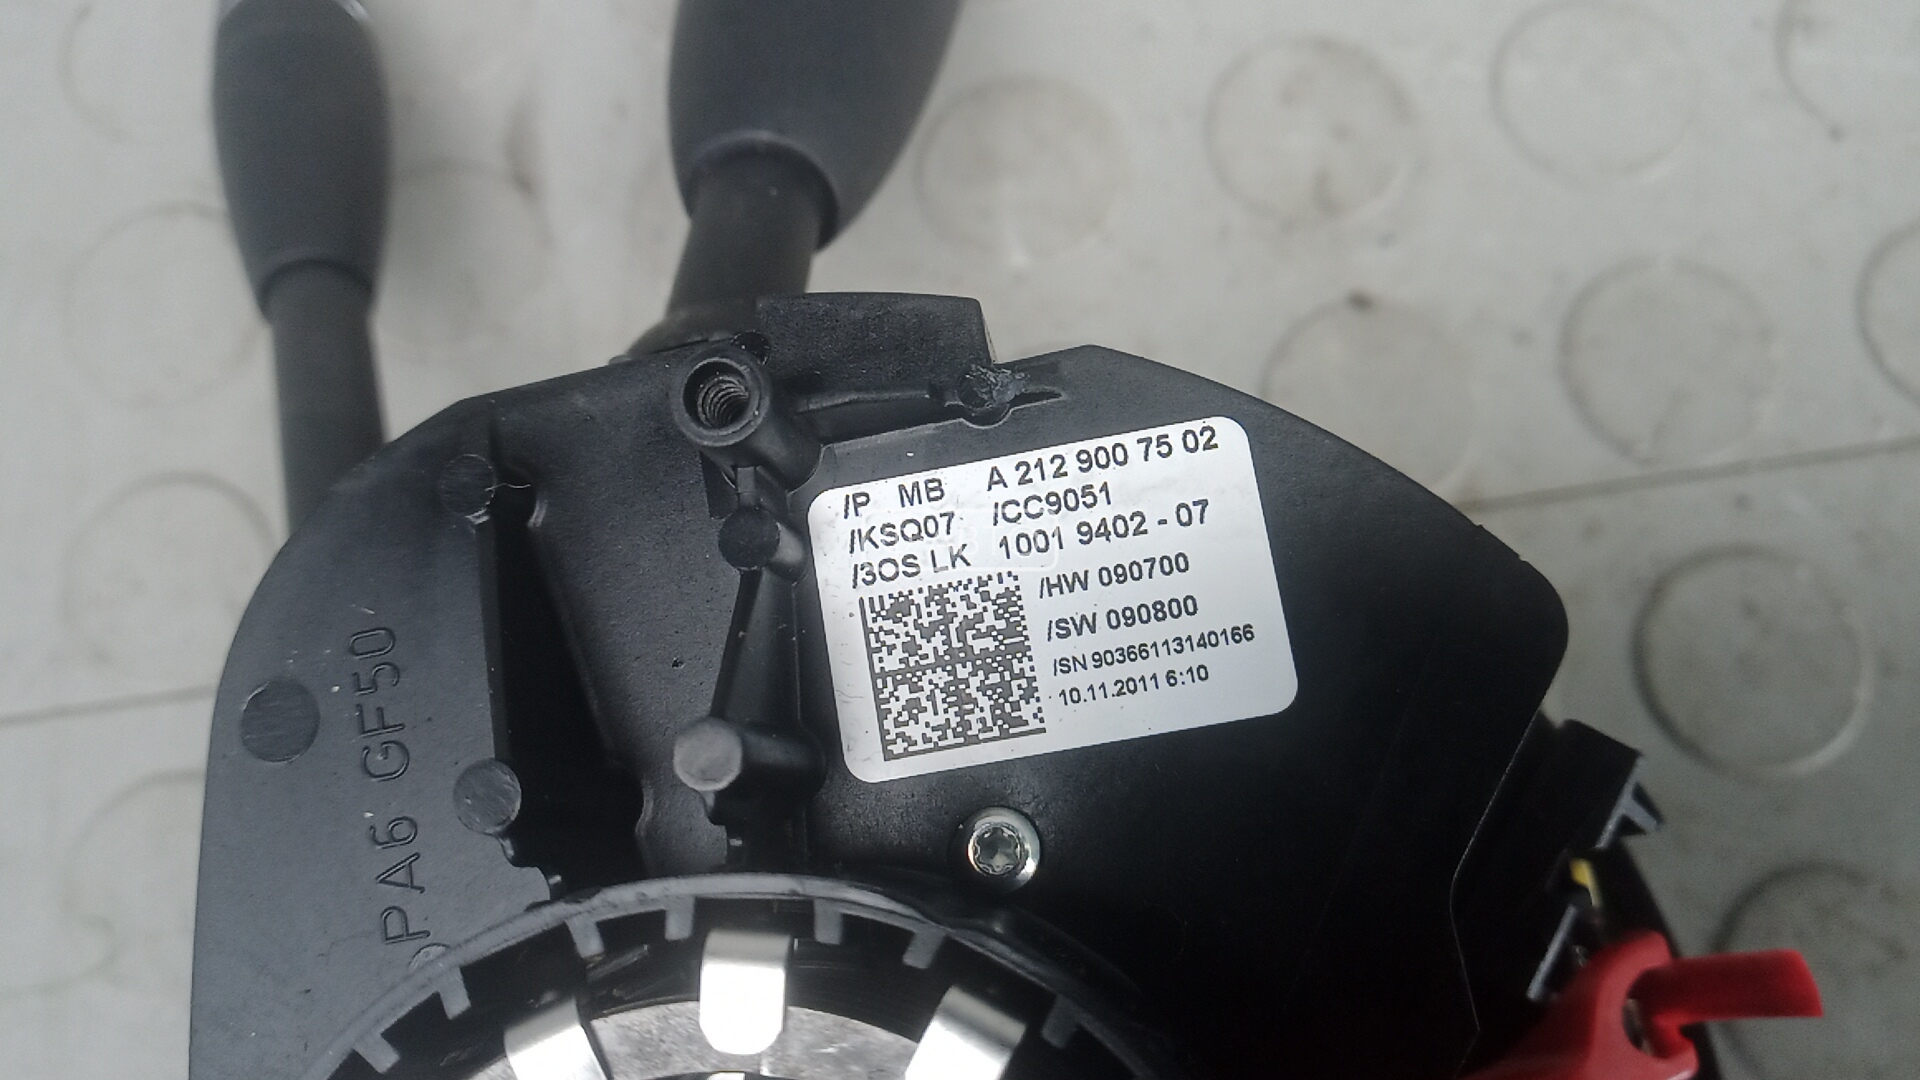 /P MB A 212 900 75 02
/KSQ07 /CC9051
/3OS LK 1001 9402 - 07
/HW 090700
/SW 090800
/SN 90366113140166
10.11.2011 6:10
PA6 GF50